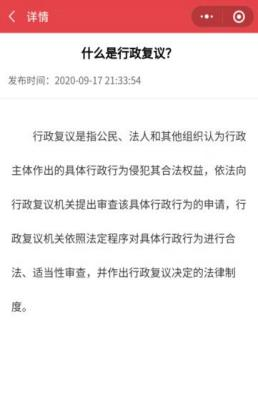 详情
什么是行政复议?
发布时间：2020-09-17 21:33:54
行政复议是指公民、法人和其他组织认为行政
主体作出的具体行政行为侵犯其合法权益，依法向
行政复议机关提出审查该具体行政行为的申请，行
政复议机关依照法定程序对具体行政行为进行合
法、适当性审查，并作出行政复议决定的法律制
度。